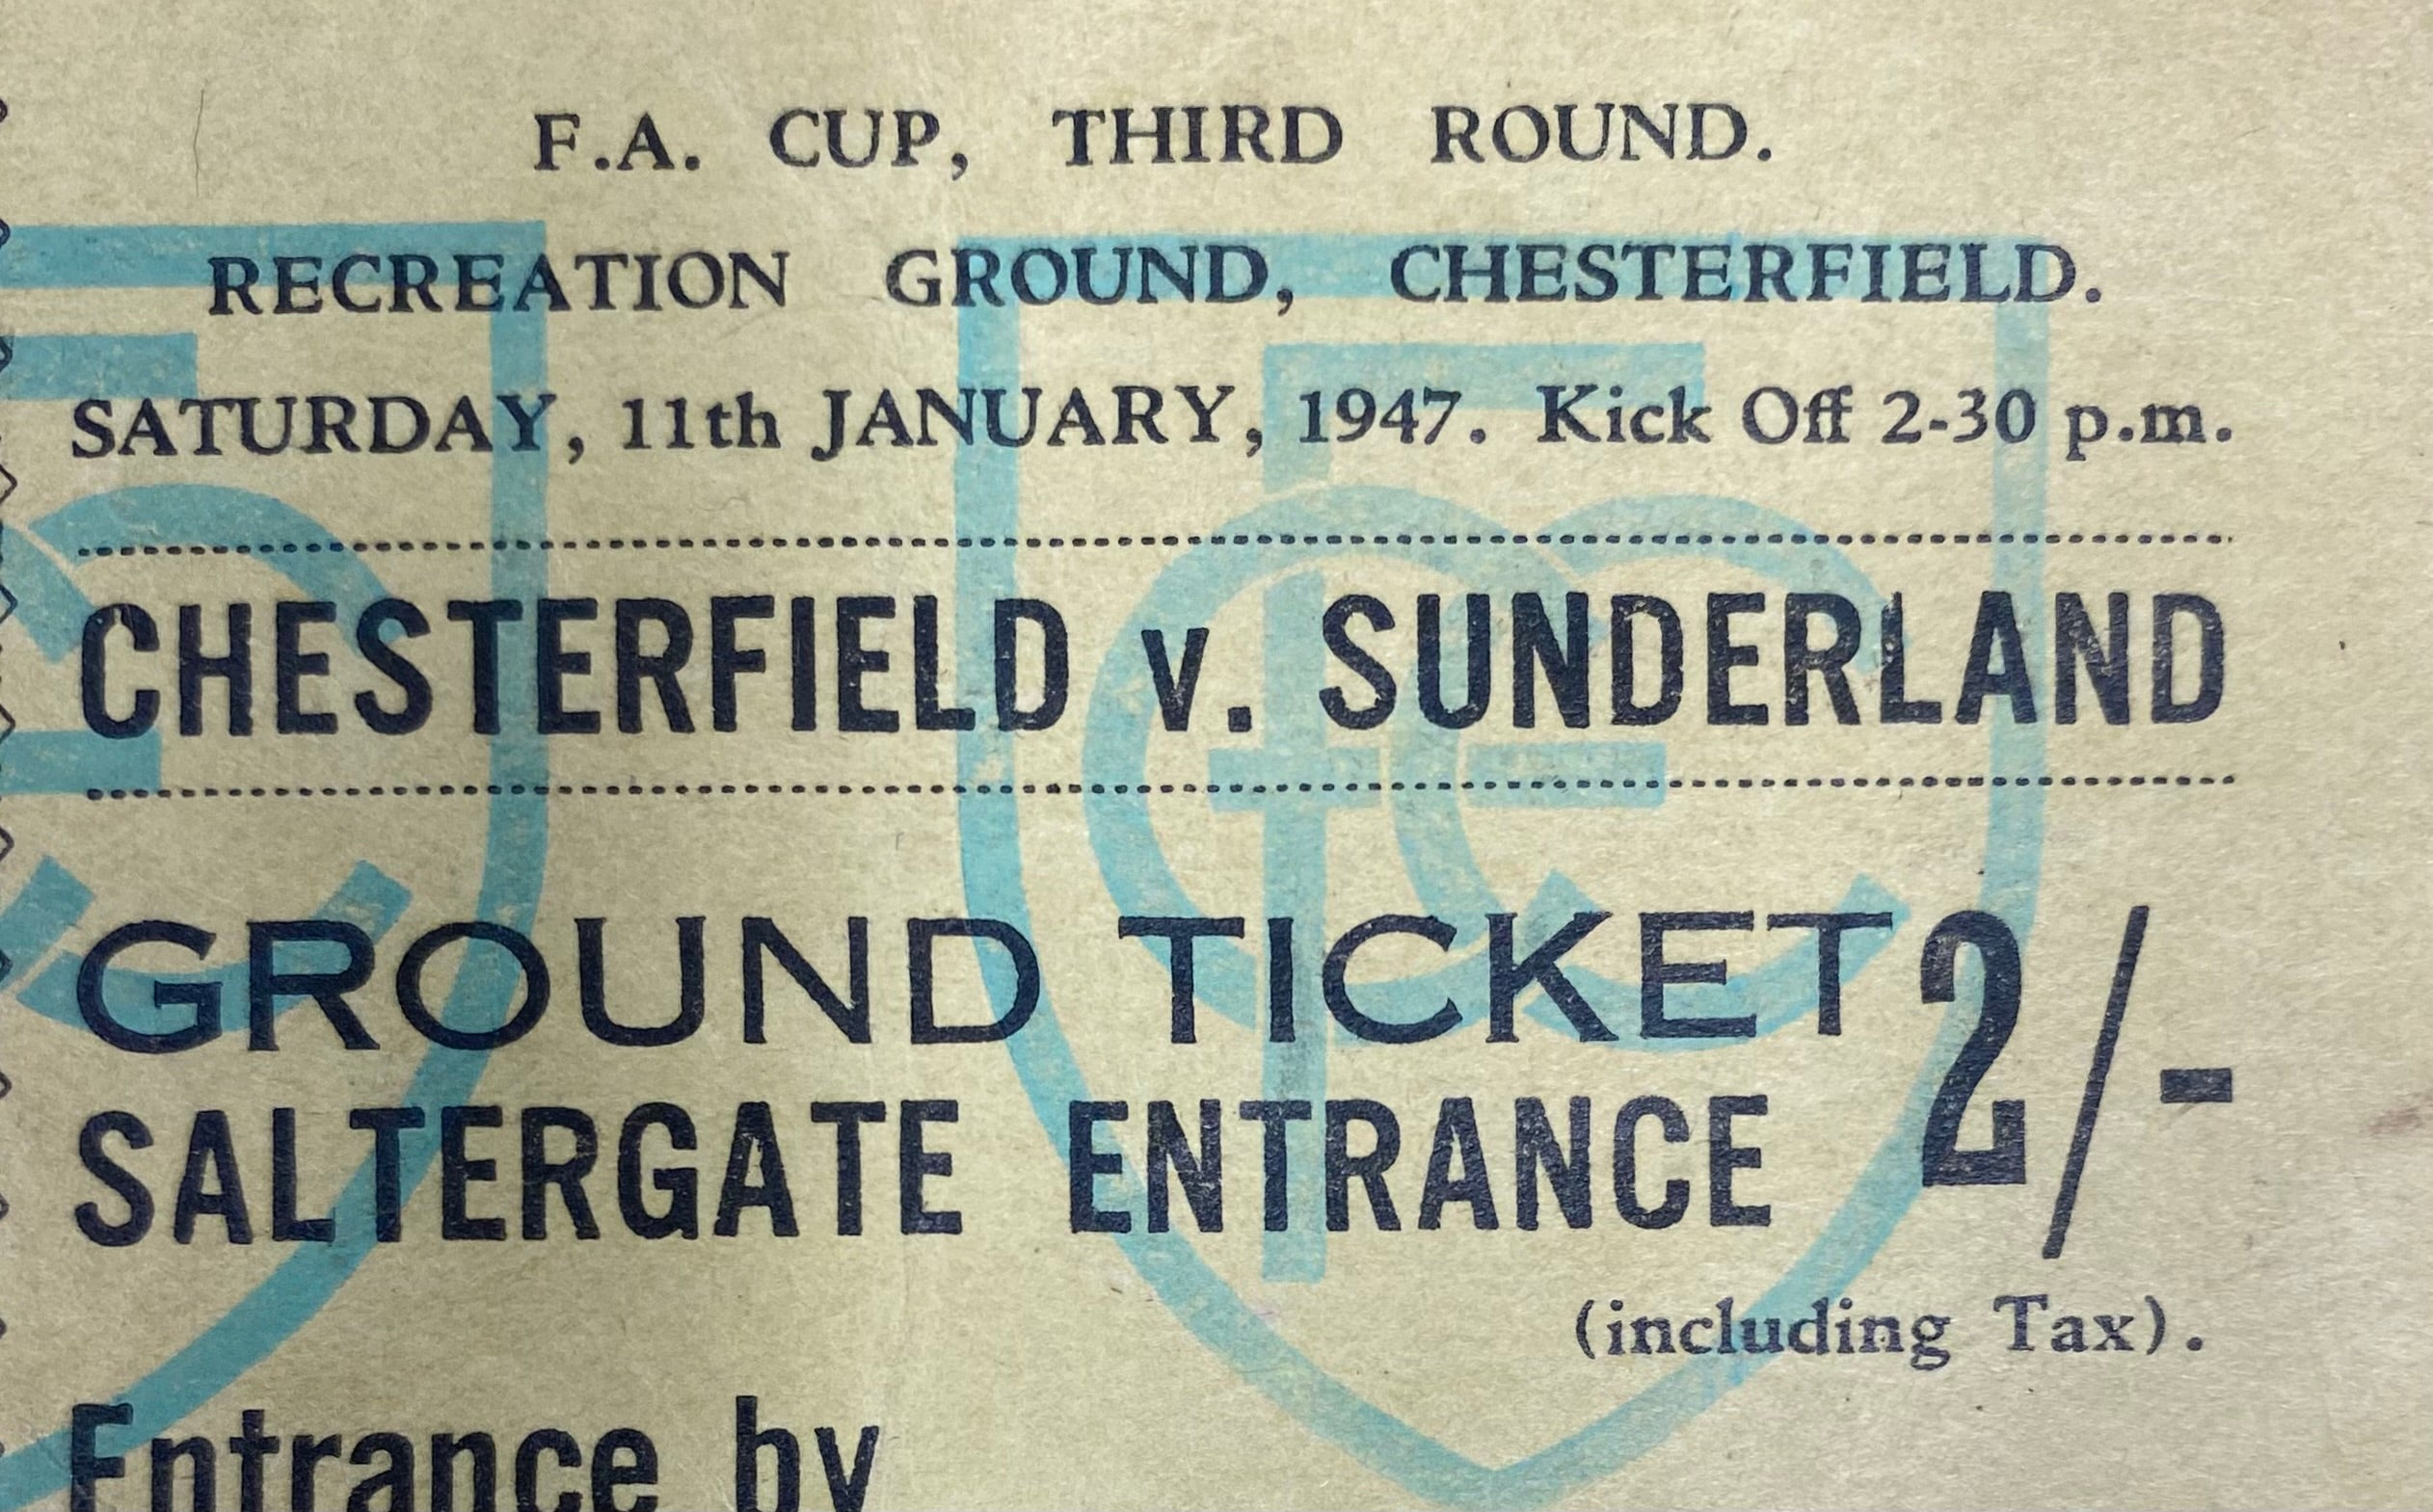 F.A. CUP, THIRD ROUND.
RECREATION GROUND, CHESTERFIELD.
SATURDAY, 11th JANUARY, 1947. Kick Off 2-30 p.m.
CHESTERFIELD v. SUNDERLAND
GROUND TICKET 2/-
SALTERGATE ENTRANCE
(including Tax).
Entrance by